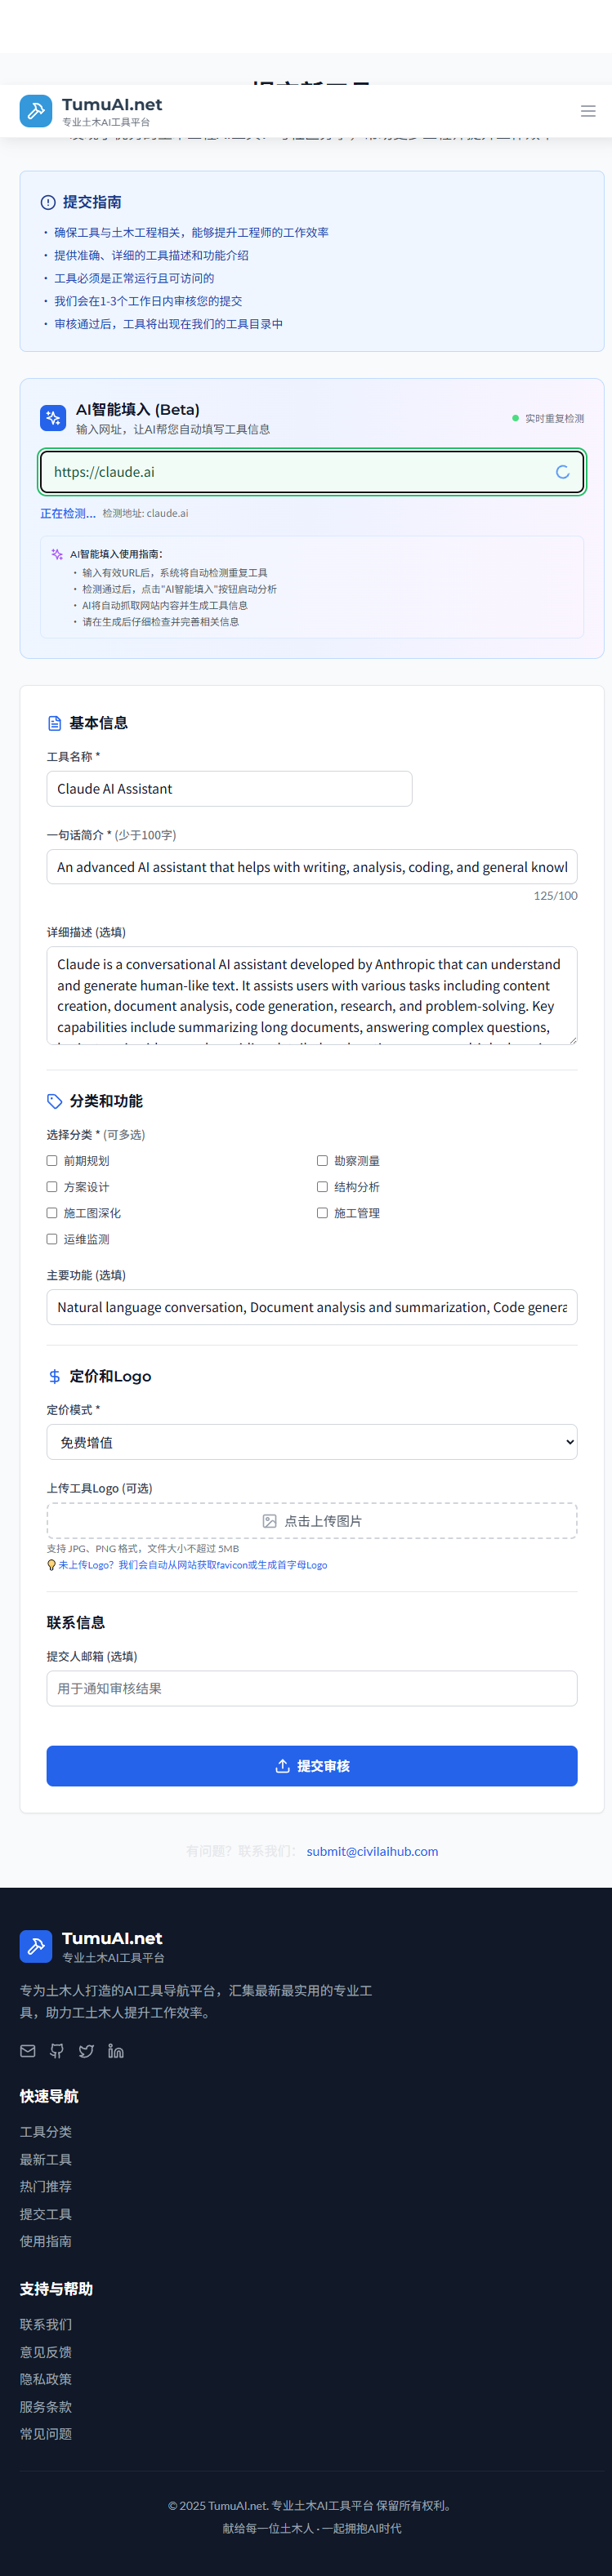 TumuAI.net
专业土木AI工具平台
提交指南
• 确保工具与土木工程相关，能够提升工程师的工作效率
• 提供准确、详细的工具描述和功能介绍
• 工具必须是正常运行且可访问的
• 我们会在1-3个工作日内审核您的提交
• 审核通过后，工具将出现在我们的工具目录中
AI智能填入 (Beta)
输入网址，让AI帮您自动填写工具信息
实时重复检测
https://claude.ai
正在检测... 检测地址: claude.ai
AI智能填入使用指南：
• 输入有效URL后，系统将自动检测重复工具
• 检测通过后，点击"AI智能填入"按钮启动分析
• AI将自动抓取网站内容并生成工具信息
• 请在生成后仔细检查并完善相关信息
基本信息
工具名称 *
Claude AI Assistant
一句话简介 * (少于100字)
An advanced AI assistant that helps with writing, analysis, coding, and general knowl
125/100
详细描述 (选填)
Claude is a conversational AI assistant developed by Anthropic that can understand
and generate human-like text. It assists users with various tasks including content
creation, document analysis, code generation, research, and problem-solving. Key
capabilities include summarizing long documents, answering complex questions,
分类和功能
选择分类 * (可多选)
前期规划
勘察测量
方案设计
结构分析
施工图深化
施工管理
运维监测
主要功能 (选填)
Natural language conversation, Document analysis and summarization, Code genera
定价和Logo
定价模式 *
免费增值
上传工具Logo (可选)
点击上传图片
支持 JPG、PNG 格式，文件大小不超过 5MB
未上传Logo？我们会自动从网站获取favicon或生成首字母Logo
联系信息
提交人邮箱 (选填)
用于通知审核结果
提交审核
有问题？联系我们： submit@civilaihub.com
TumuAI.net
专业土木AI工具平台
专为土木人打造的AI工具导航平台，汇集最新最实用的专业工
具，助力工土木人提升工作效率。
快速导航
工具分类
最新工具
热门推荐
提交工具
使用指南
支持与帮助
联系我们
意见反馈
隐私政策
服务条款
常见问题
© 2025 TumuAI.net. 专业土木AI工具平台 保留所有权利。
献给每一位土木人 · 一起拥抱AI时代